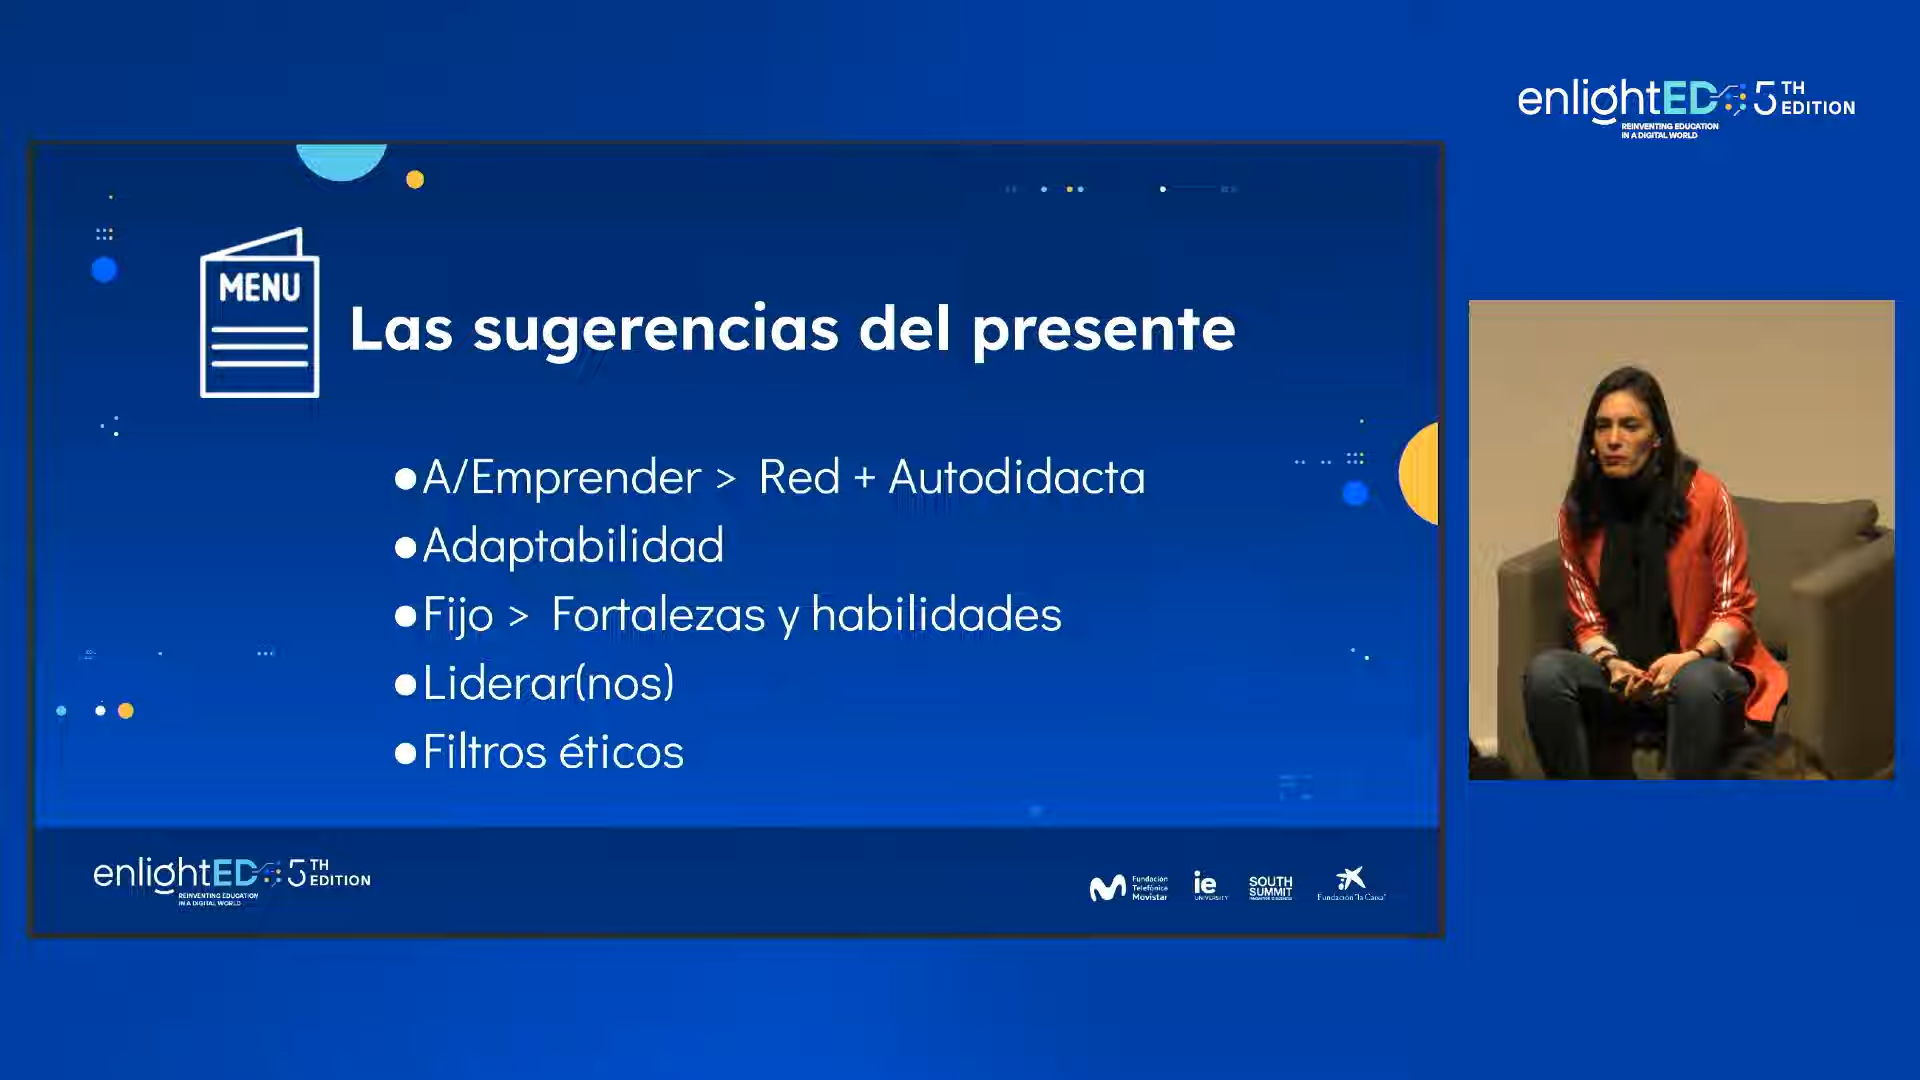 enlightED 5TH EDITION
REINVENTING EDUCATION
IN A DIGITAL WORLD
MENU
Las sugerencias del presente
●A/Emprender > Red + Autodidacta
●Adaptabilidad
●Fijo > Fortalezas y habilidades
●Liderar(nos)
●Filtros éticos
enlightED 5TH EDITION
REINVENTING EDUCATION
IN A DIGITAL WORLD
Fundación
Telefónica
Movistar
ie
UNIVERSITY
SOUTH
SUMMIT
Fundación "la Caixa"